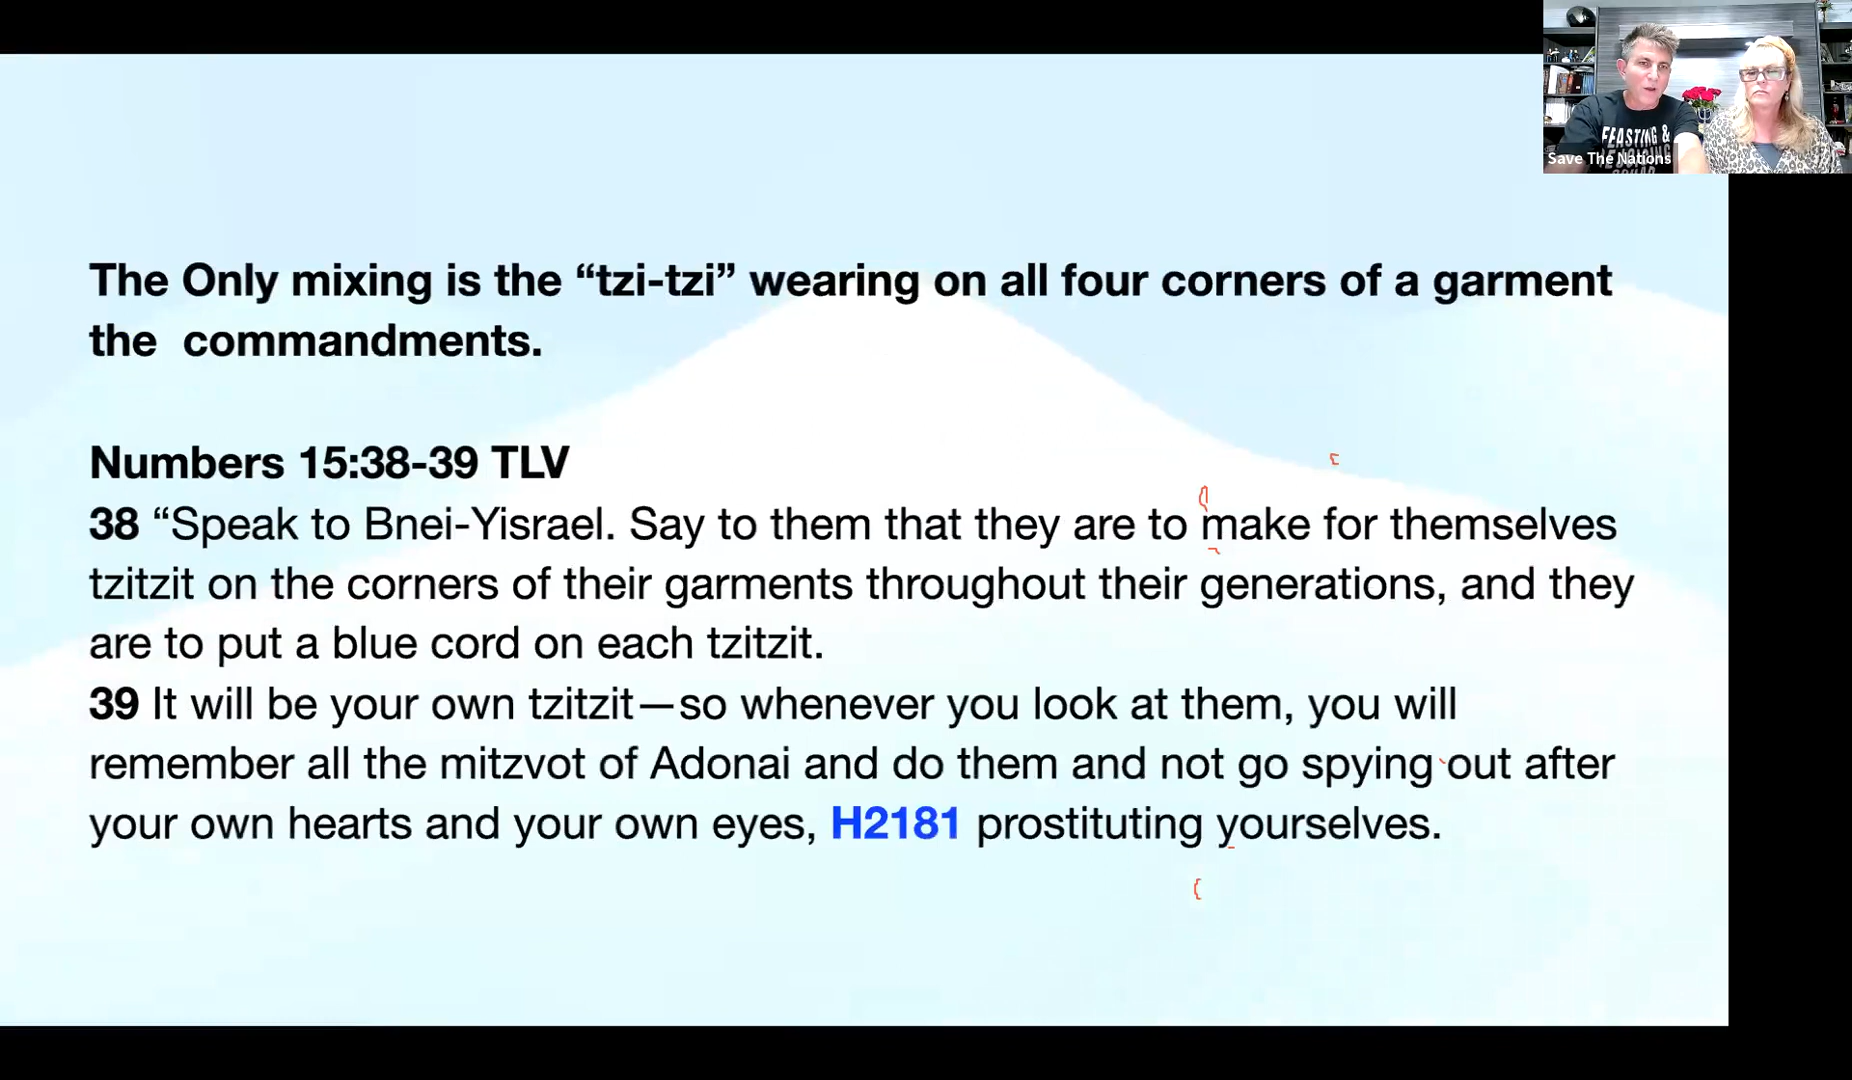 FEASTING &
Save The Nations
The Only mixing is the “tzi-tzi” wearing on all four corners of a garment
the commandments.
Numbers 15:38-39 TLV
38 “Speak to Bnei-Yisrael. Say to them that they are to make for themselves
tzitzit on the corners of their garments throughout their generations, and they
are to put a blue cord on each tzitzit.
39 It will be your own tzitzit—so whenever you look at them, you will
remember all the mitzvot of Adonai and do them and not go spying out after
your own hearts and your own eyes, H2181 prostituting yourselves.